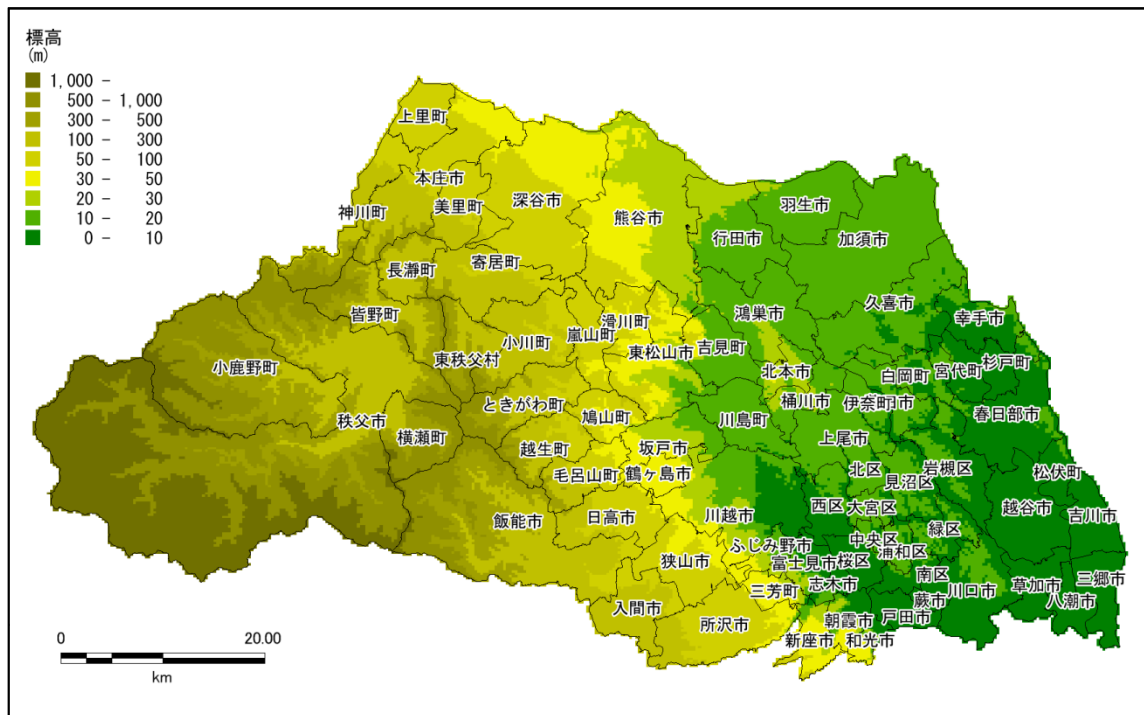 標高
(m)
1,000 -
500 - 1,000
300 - 500
100 - 300
50 - 100
30 - 50
20 - 30
10 - 20
0 - 10
上里町
本庄市
美里町
神川町
深谷市
熊谷市
行田市
羽生市
加須市
長瀞町
寄居町
皆野町
小鹿野町
秩父市
横瀬町
東秩父村
小川町
嵐山町
滑川町
東松山市
吉見町
鴻巣市
久喜市
幸手市
北本市
白岡町
宮代町
杉戸町
桶川市
伊奈町
市
春日部市
ときがわ町
鳩山町
川島町
上尾市
越生町
坂戸市
毛呂山町
鶴ヶ島市
北区
見沼区
岩槻区
松伏町
飯能市
日高市
川越市
西区
大宮区
越谷市
吉川市
緑区
中央区
浦和区
ふじみ野市
富士見市
桜区
狭山市
三芳町
志木市
南区
川口市
草加市
三郷市
八潮市
蕨市
戸田市
入間市
所沢市
朝霞市
新座市
和光市
0 20.00
km